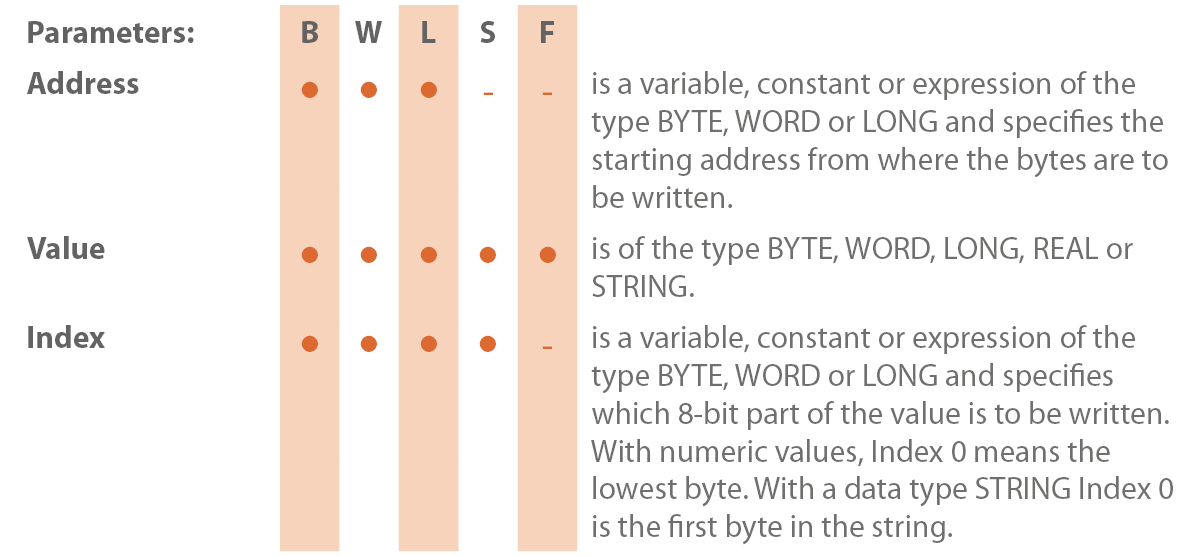 Parameters: B W L S F
Address ● ● ● - - is a variable, constant or expression of the
type BYTE, WORD or LONG and specifies the
starting address from where the bytes are to
be written.
Value ● ● ● ● ● is of the type BYTE, WORD, LONG, REAL or
STRING.
Index ● ● ● ● - is a variable, constant or expression of the
type BYTE, WORD or LONG and specifies
which 8-bit part of the value is to be written.
With numeric values, Index 0 means the
lowest byte. With a data type STRING Index 0
is the first byte in the string.